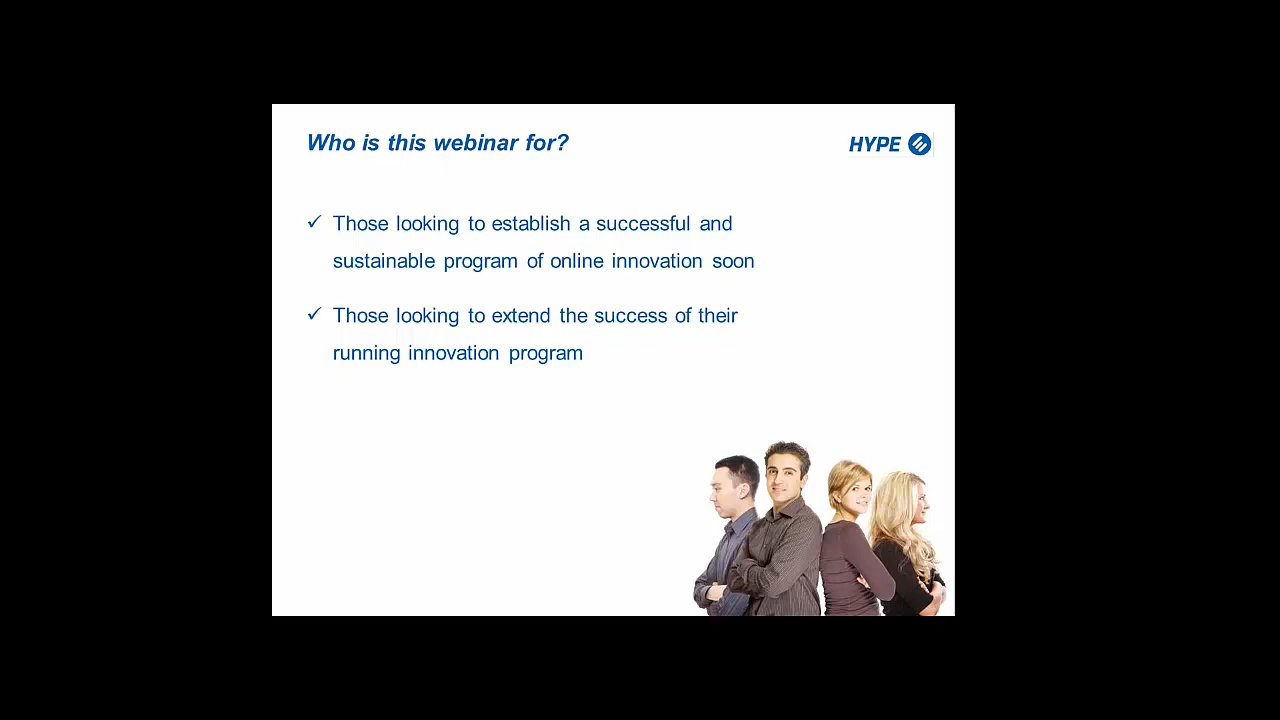 Who is this webinar for?
HYPE
✓ Those looking to establish a successful and
sustainable program of online innovation soon
✓ Those looking to extend the success of their
running innovation program